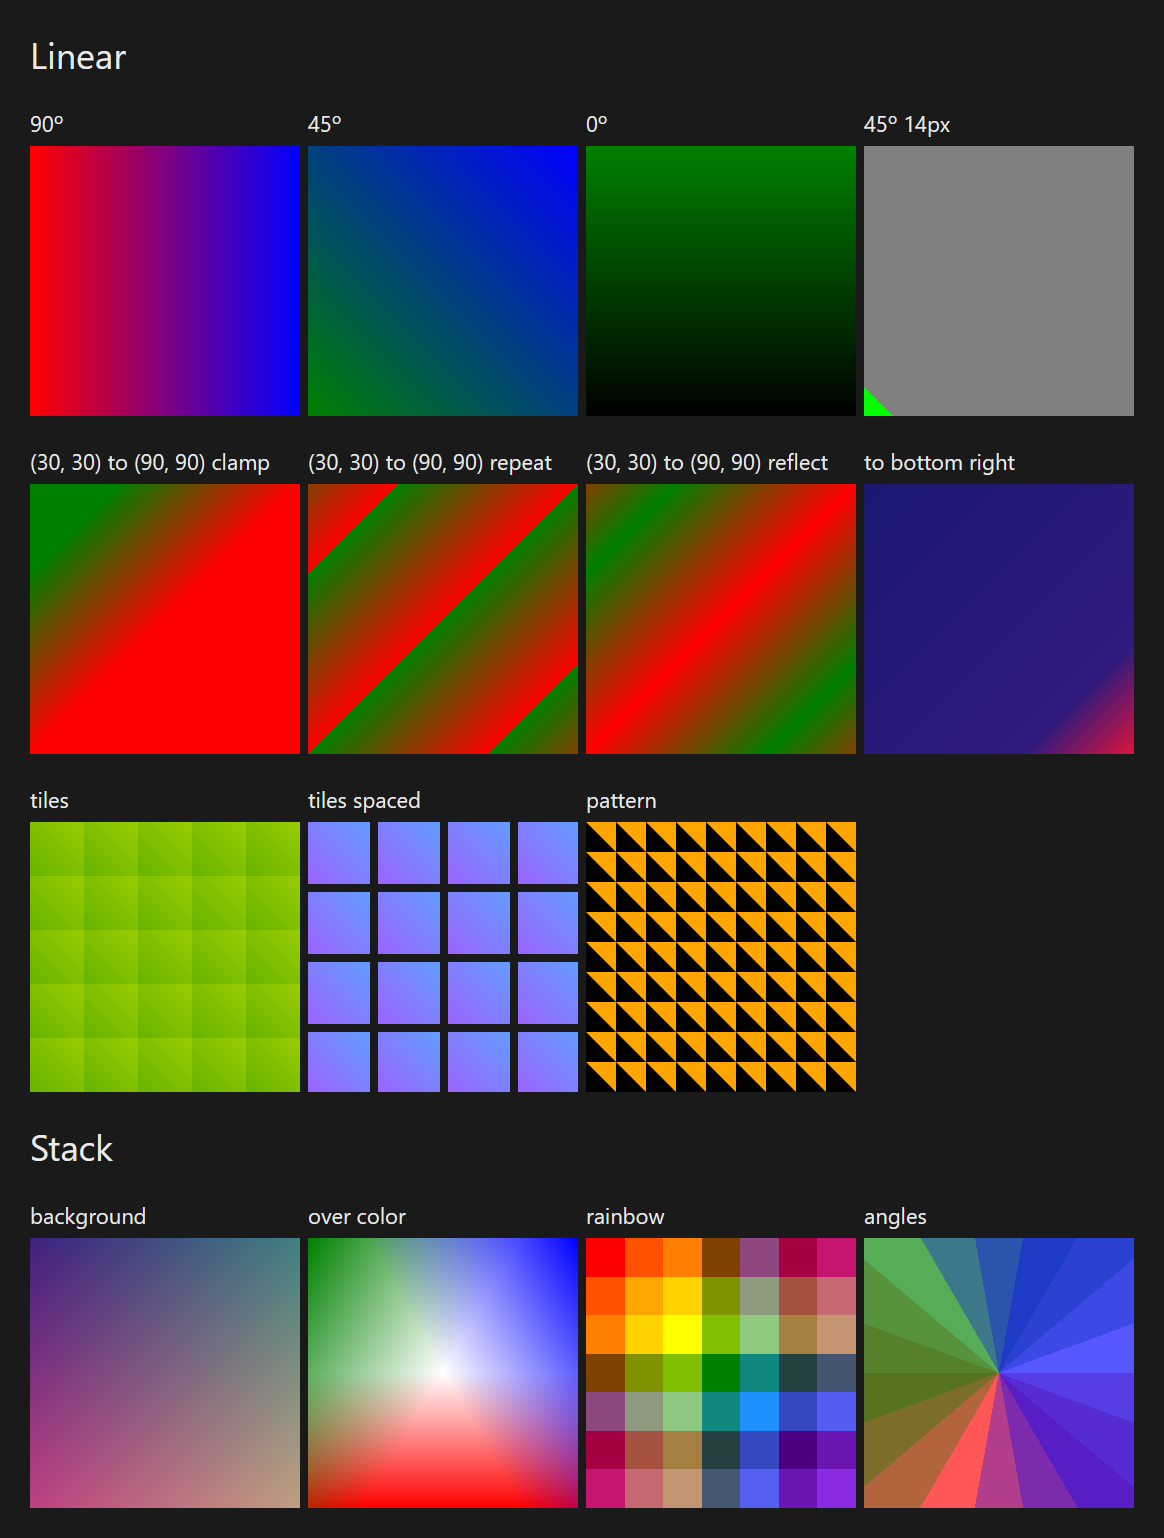 Linear
90º
45º
0º
45º 14px
(30, 30) to (90, 90) clamp
(30, 30) to (90, 90) repeat
(30, 30) to (90, 90) reflect
to bottom right
tiles
tiles spaced
pattern
Stack
background
over color
rainbow
angles